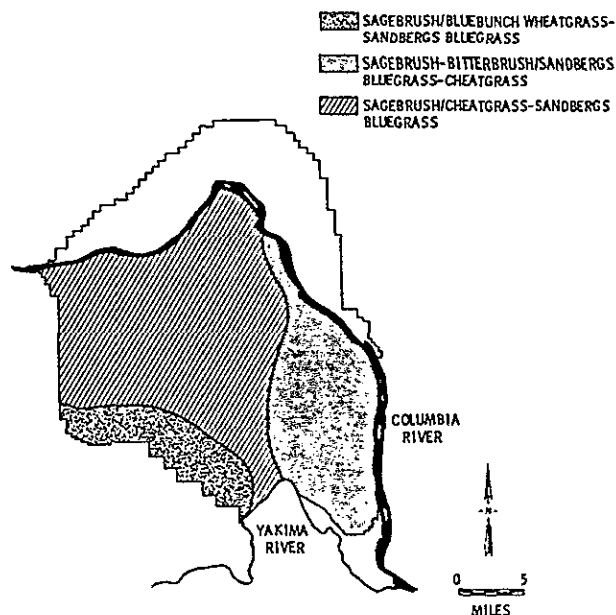 SAGEBRUSH/BLUEBUNCH WHEATGRASS-
SANDBERGS BLUEGRASS
SAGEBRUSH-BITTERBRUSH/SANDBERGS
BLUEGRASS-CHEATGRASS
SAGEBRUSH/CHEATGRASS-SANDBERGS
BLUEGRASS
COLUMBIA
RIVER
YAKIMA
RIVER
N
0 5
MILES